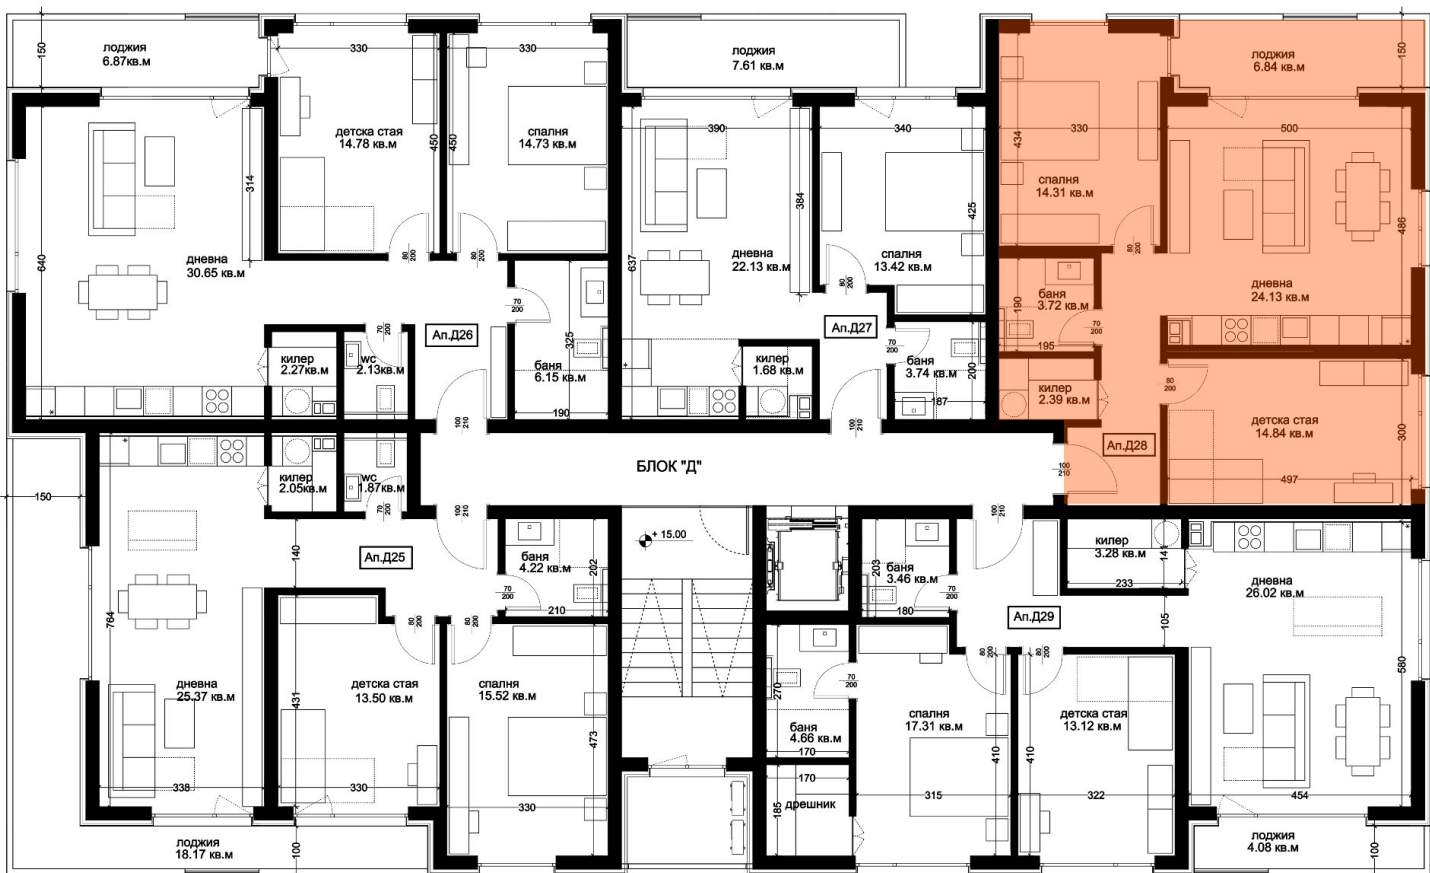 лоджия
6.87кв.м
150
330
детска стая
14.78 кв.м
450
330
спалня
14.73 кв.м
450
лоджия
7.61 кв.м
390
340
434
330
спалня
14.31 кв.м
лоджия
6.84 кв.м
150
500
314
640
дневна
30.65 кв.м
384
637
дневна
22.13 кв.м
425
спалня
13.42 кв.м
486
дневна
24.13 кв.м
80
200
80
200
80
200
80
200
70
200
Ап.Д26
70
200
325
баня
6.15 кв.м
190
килер
2.27кв.м
wc
2.13кв.м
Ап.Д27
70
200
килер
1.68 кв.м
баня
3.74 кв.м
200
187
190
баня
3.72 кв.м
195
70
200
килер
2.39 кв.м
80
200
детска стая
14.84 кв.м
300
497
Ап.Д28
100
210
100
210
100
210
БЛОК "Д"
150
килер
2.05кв.м
wc
1.87кв.м
70
200
100
210
100
210
+ 15.00
140
Ап.Д25
баня
4.22 кв.м
202
210
70
200
203
баня
3.46 кв.м
180
70
200
килер
3.28 кв.м
141
233
дневна
26.02 кв.м
Ап.Д29
105
580
764
дневна
25.37 кв.м
338
80
200
80
200
431
детска стая
13.50 кв.м
330
спалня
15.52 кв.м
473
330
270
баня
4.66 кв.м
170
70
200
80
200
80
200
спалня
17.31 кв.м
410
315
детска стая
13.12 кв.м
410
322
454
170
185
дрешник
лоджия
18.17 кв.м
100
лоджия
4.08 кв.м
100